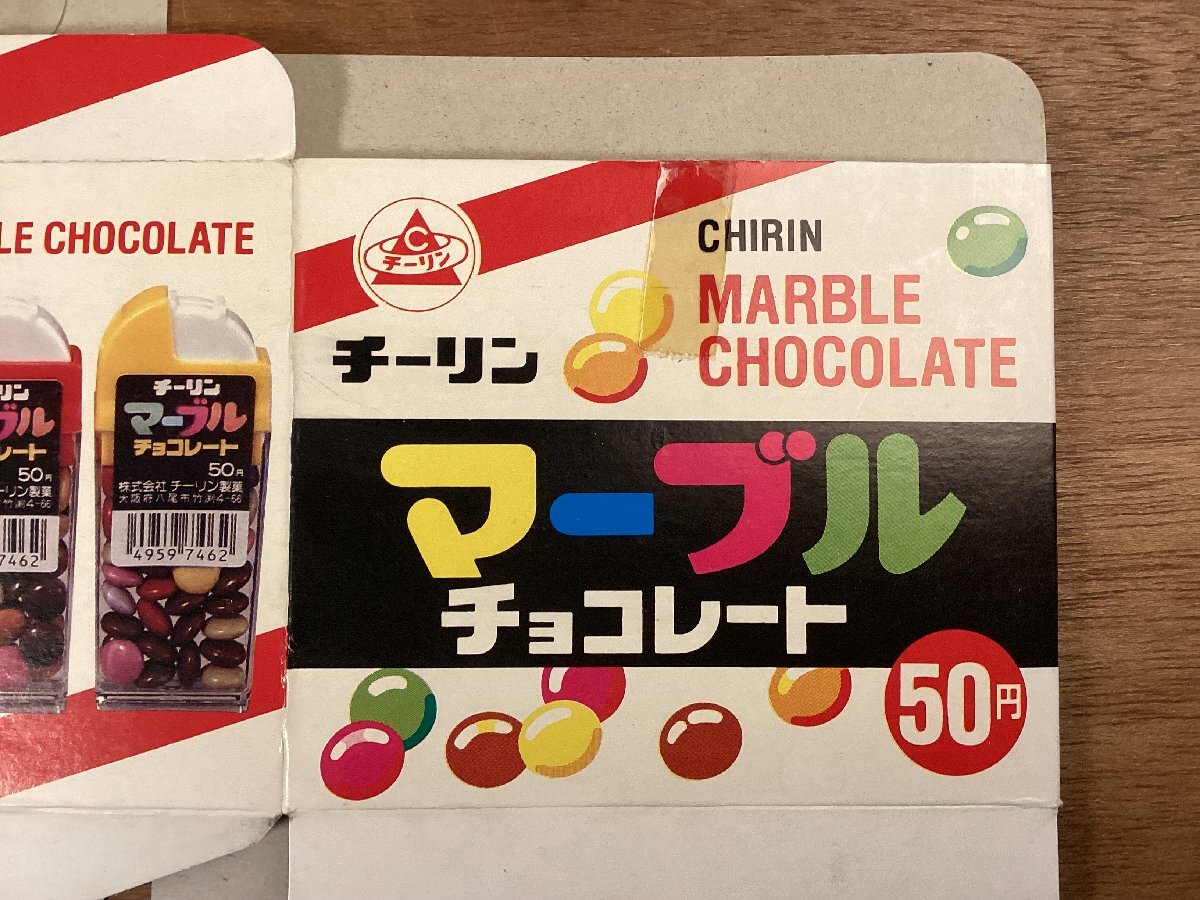 LE CHOCOLATE
チーリン
マーブル
チョコレート
50円
株式会社 チーリン製菓
大阪府八尾市竹渕4-66
4959 7462
リン
ブル
レート
50円
ーリン製菓
竹渕4-66
7462
C
チーリン
チーリン
CHIRIN
MARBLE
CHOCOLATE
マーブル
チョコレート
50円